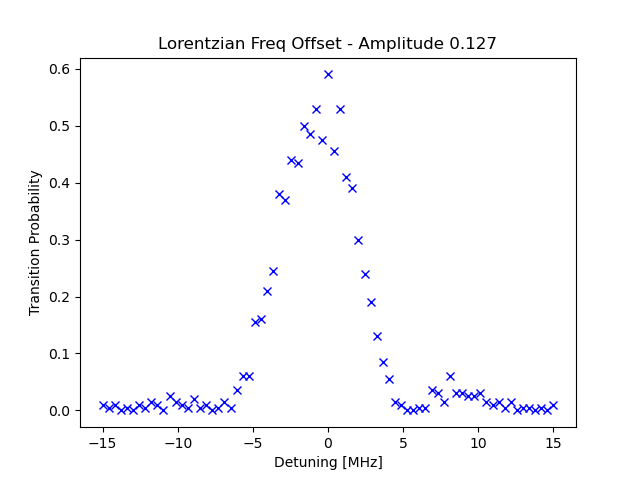 Lorentzian Freq Offset - Amplitude 0.127
Transition Probability
0.6
0.5
0.4
0.3
0.2
0.1
0.0
−15 −10 −5 0 5 10 15
Detuning [MHz]